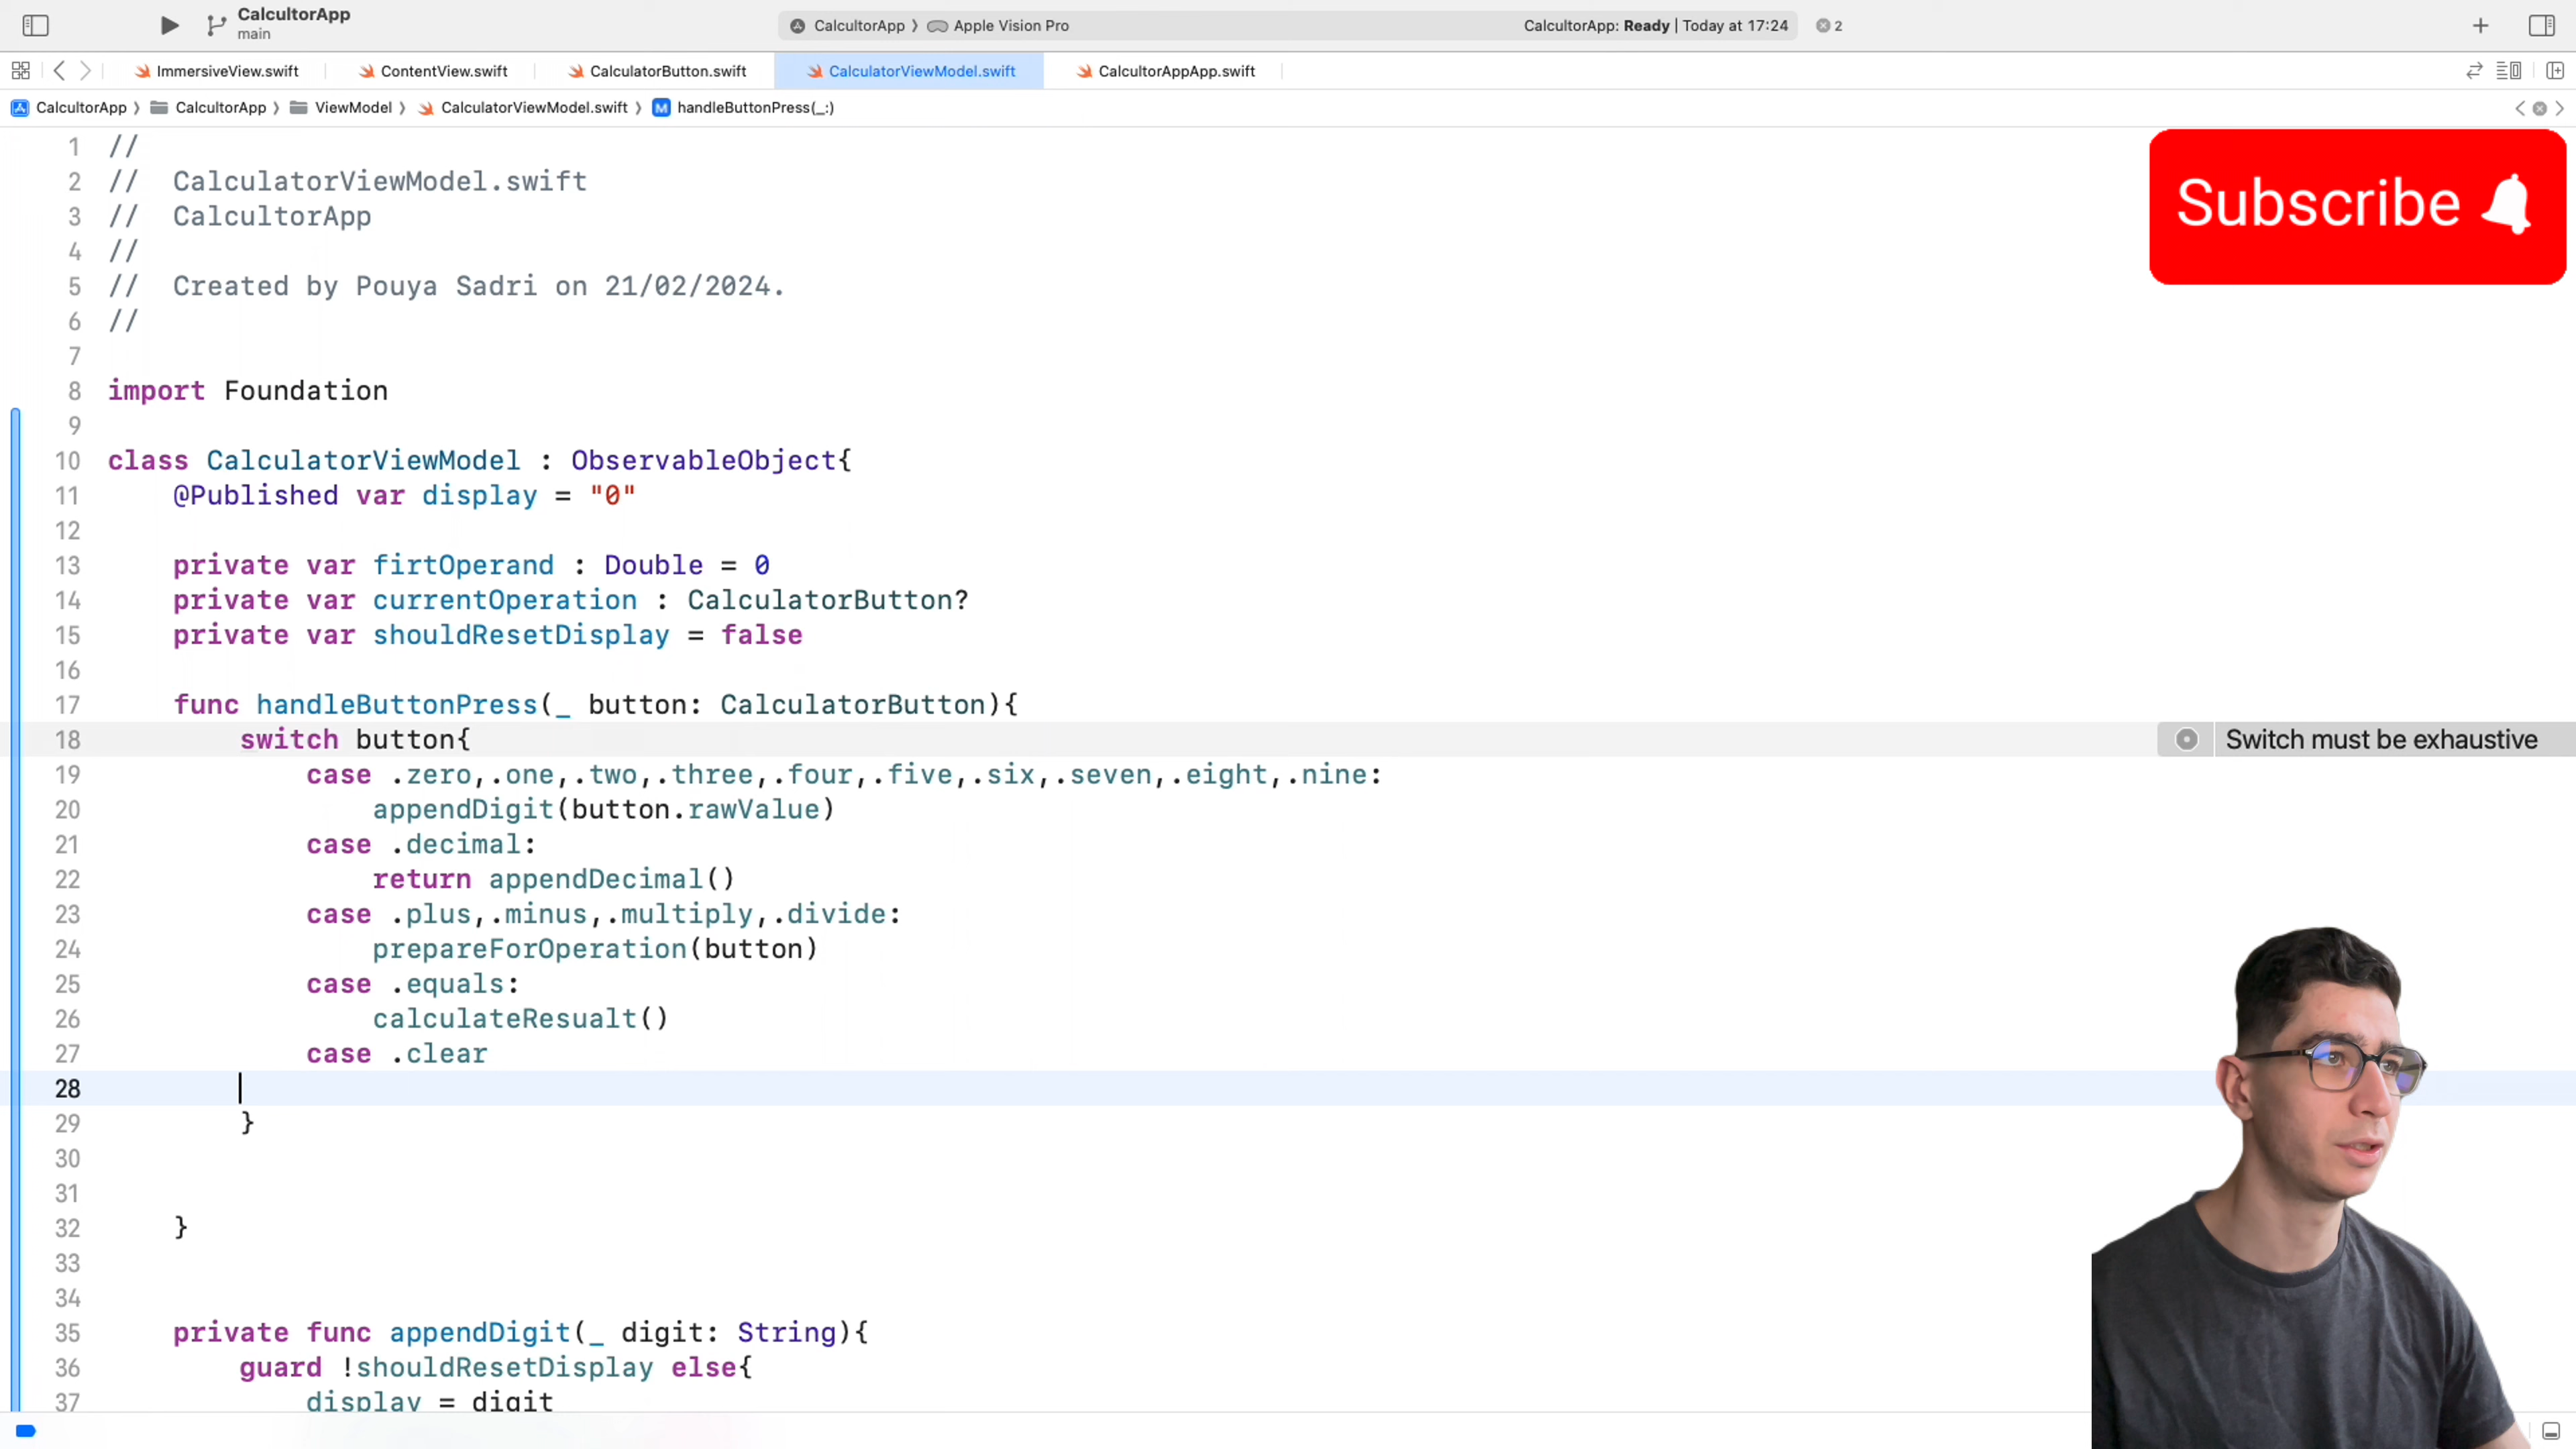 CalcultorApp
main
CalcultorApp 〉 Apple Vision Pro
CalcultorApp: Ready | Today at 17:24
2
ImmersiveView.swift
ContentView.swift
CalculatorButton.swift
CalculatorViewModel.swift
CalcultorAppApp.swift
CalcultorApp 〉 CalcultorApp 〉 ViewModel 〉 CalculatorViewModel.swift 〉 M handleButtonPress(_:)
1 //
2 //  CalculatorViewModel.swift
3 //  CalcultorApp
4 //
5 //  Created by Pouya Sadri on 21/02/2024.
6 //
7
8 import Foundation
9
10 class CalculatorViewModel : ObservableObject{
11     @Published var display = "0"
12
13     private var firtOperand : Double = 0
14     private var currentOperation : CalculatorButton?
15     private var shouldResetDisplay = false
16
17     func handleButtonPress(_ button: CalculatorButton){
18         switch button{
Switch must be exhaustive
19             case .zero,.one,.two,.three,.four,.five,.six,.seven,.eight,.nine:
20                 appendDigit(button.rawValue)
21             case .decimal:
22                 return appendDecimal()
23             case .plus,.minus,.multiply,.divide:
24                 prepareForOperation(button)
25             case .equals:
26                 calculateResualt()
27             case .clear
28
29         }
30
31
32     }
33
34
35     private func appendDigit(_ digit: String){
36         guard !shouldResetDisplay else{
37             display = digit
Subscribe